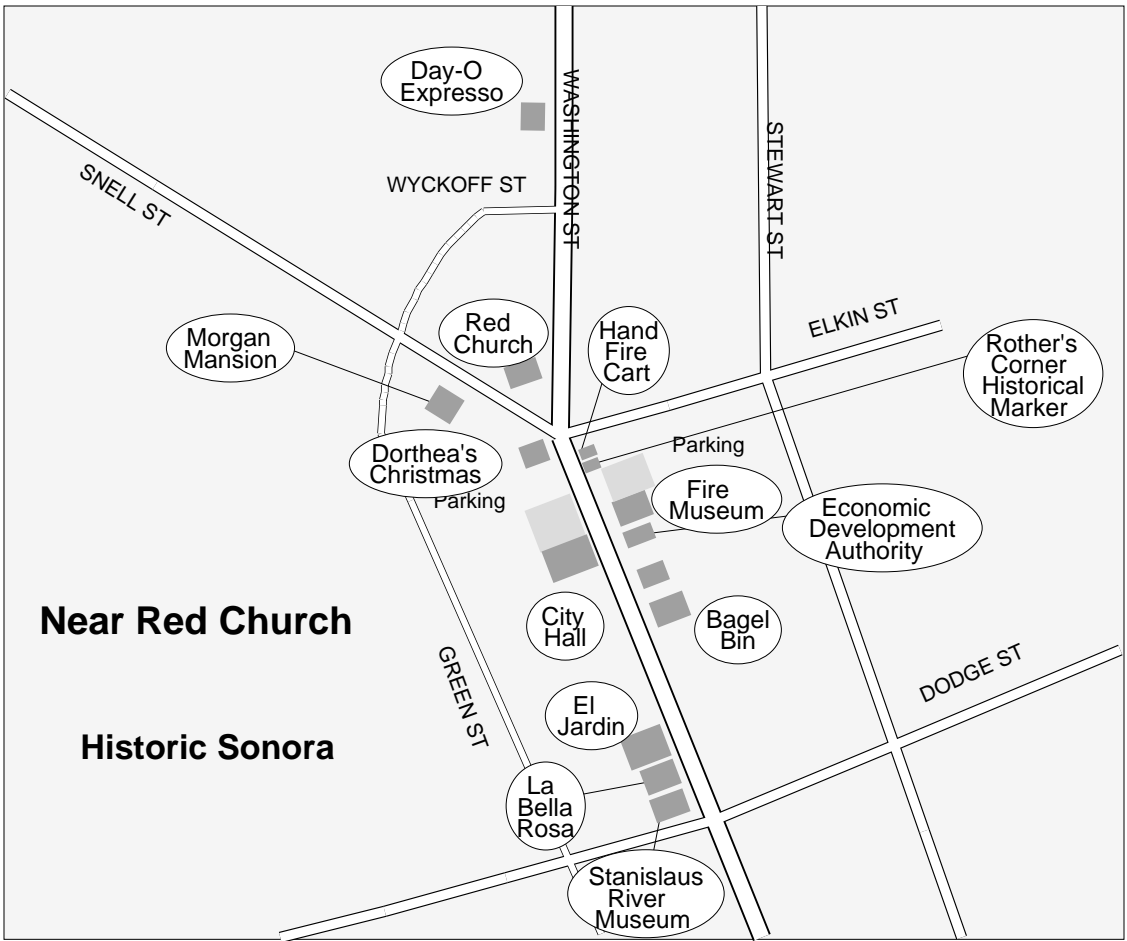 Day-O
Expresso
WASHINGTON ST
STEWART ST
SNELL ST
WYCKOFF ST
ELKIN ST
Red
Church
Hand
Fire
Cart
Morgan
Mansion
Rother's
Corner
Historical
Marker
Dorthea's
Christmas
Parking
Parking
Fire
Museum
Economic
Development
Authority
Near Red Church
City
Hall
Bagel
Bin
GREEN ST
DODGE ST
El
Jardin
Historic Sonora
La
Bella
Rosa
Stanislaus
River
Museum